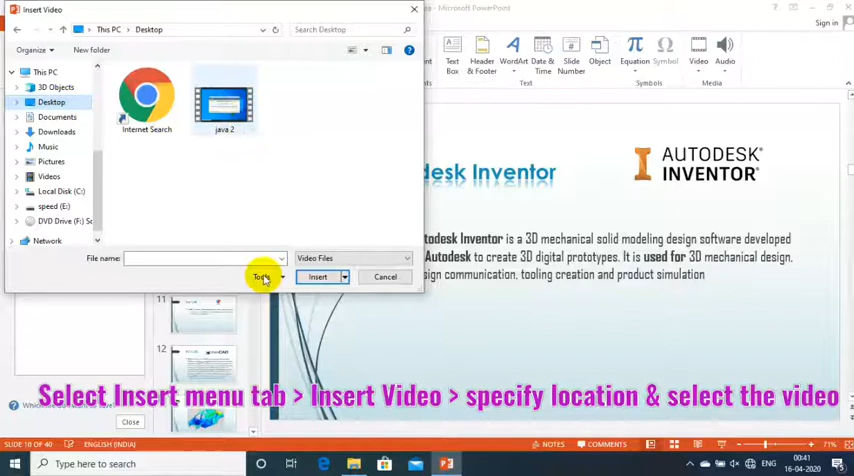 Insert Video
re - Microsoft PowerPoint
Sign in
This PC > Desktop
Search Desktop
Organize
New folder
This PC
3D Objects
Desktop
Documents
Downloads
Music
Pictures
Videos
Local Disk (C:)
speed (E:)
DVD Drive (F:) Sc
Network
Internet Search
java 2
File name:
Video Files
Tools
Insert
Cancel
Text Box
Header & Footer
WordArt
Date & Time
Slide Number
Object
Equation
Symbol
Video
Audio
Text
Symbols
Media
desk Inventor
AUTODESK
INVENTOR
todesk Inventor is a 3D mechanical solid modeling design software developed
Autodesk to create 3D digital prototypes. It is used for 3D mechanical design,
sign communication, tooling creation and product simulation
11
12
Select Insert menu tab > Insert Video > specify location & select the video
Close
SLIDE 10 OF 40
ENGLISH (INDIA)
NOTES
COMMENTS
71%
Type here to search
ENG
00:41
16-04-2020